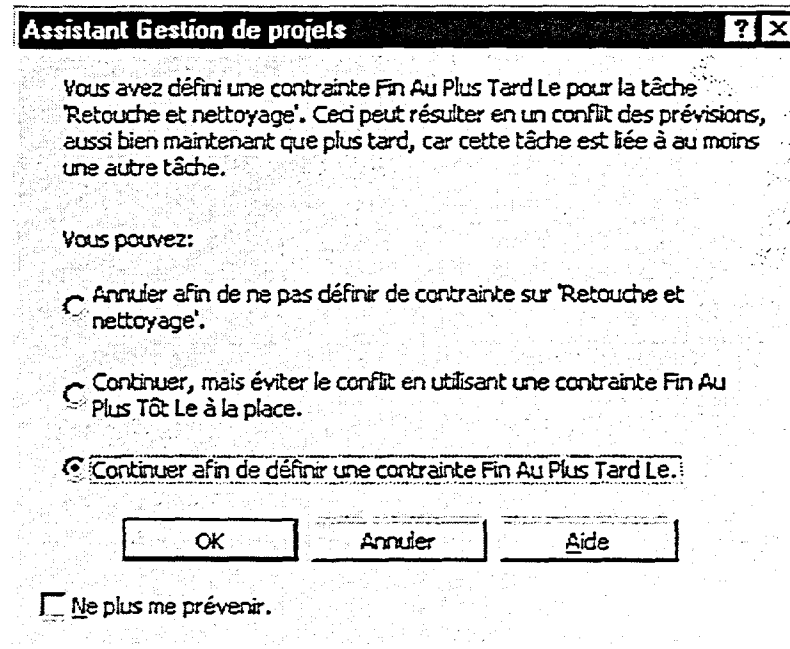 Assistant Gestion de projets
Vous avez défini une contrainte Fin Au Plus Tard Le pour la tâche
'Retouche et nettoyage'. Ceci peut résulter en un conflit des prévisions,
aussi bien maintenant que plus tard, car cette tâche est liée à au moins
une autre tâche.
Vous pouvez:
Annuler afin de ne pas définir de contrainte sur 'Retouche et
nettoyage'.
Continuer, mais éviter le conflit en utilisant une contrainte Fin Au
Plus Tôt Le à la place.
Continuer afin de définir une contrainte Fin Au Plus Tard Le.
OK Annuler Aide
Ne plus me prévenir.